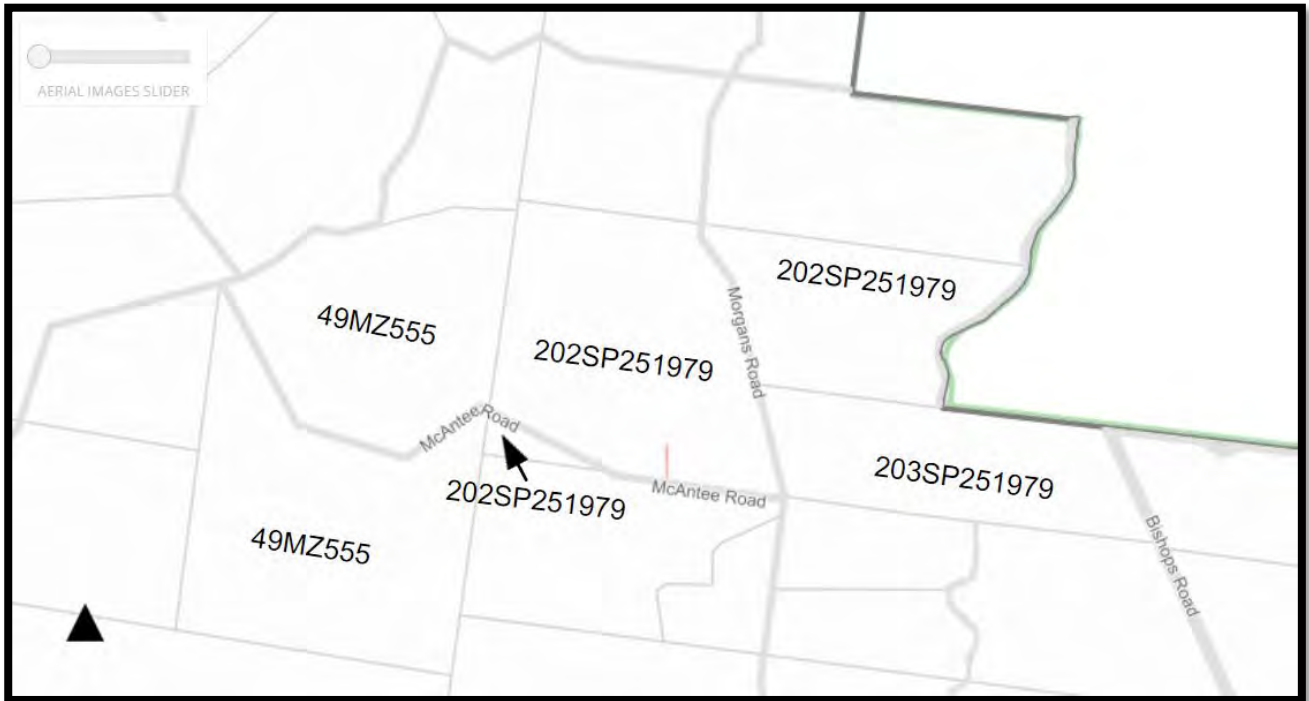 AERIAL IMAGES SLIDER
202SP251979
49MZ555
202SP251979
Morgans Road
McAntee Road
203SP251979
202SP251979
McAntee Road
49MZ555
Bishops Road